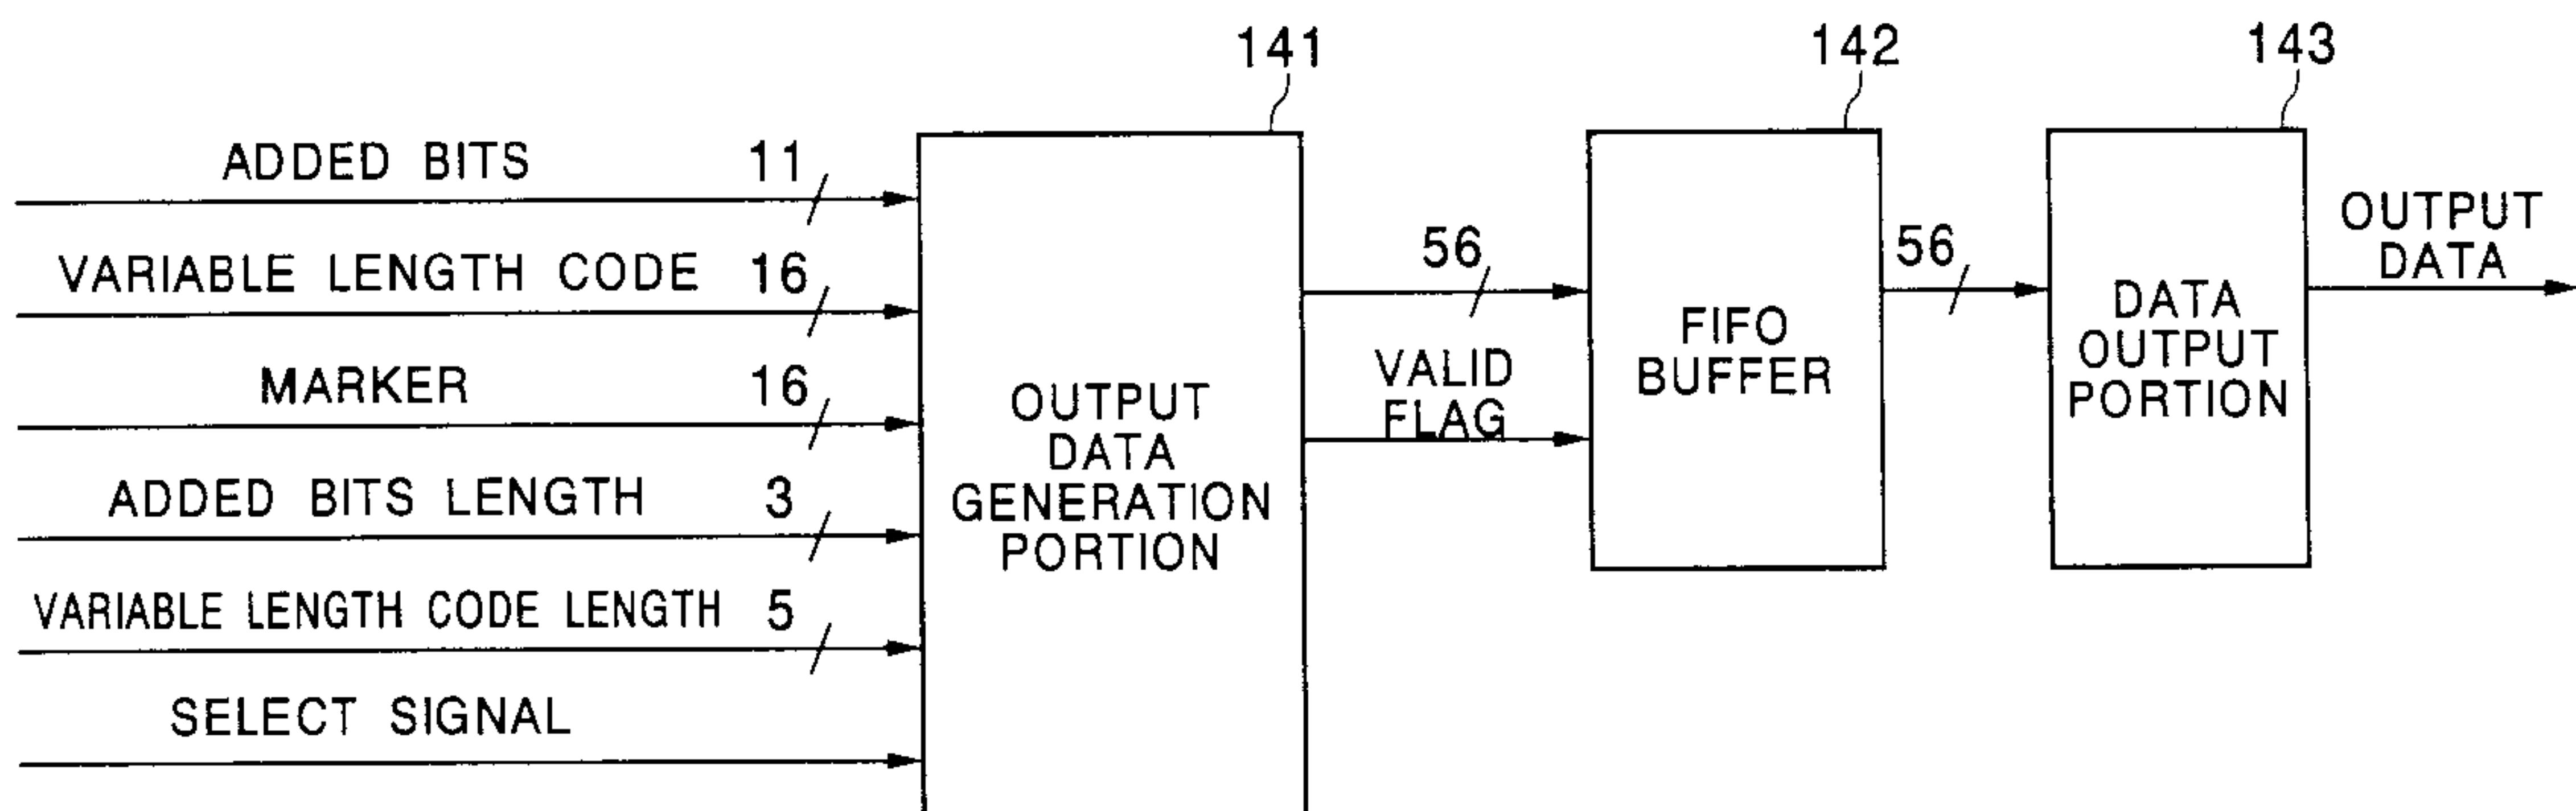 141
142
143
ADDED BITS 11
VARIABLE LENGTH CODE 16
MARKER 16
ADDED BITS LENGTH 3
VARIABLE LENGTH CODE LENGTH 5
SELECT SIGNAL
OUTPUT
DATA
GENERATION
PORTION
56
VALID
FLAG
FIFO
BUFFER
56
DATA
OUTPUT
PORTION
OUTPUT
DATA